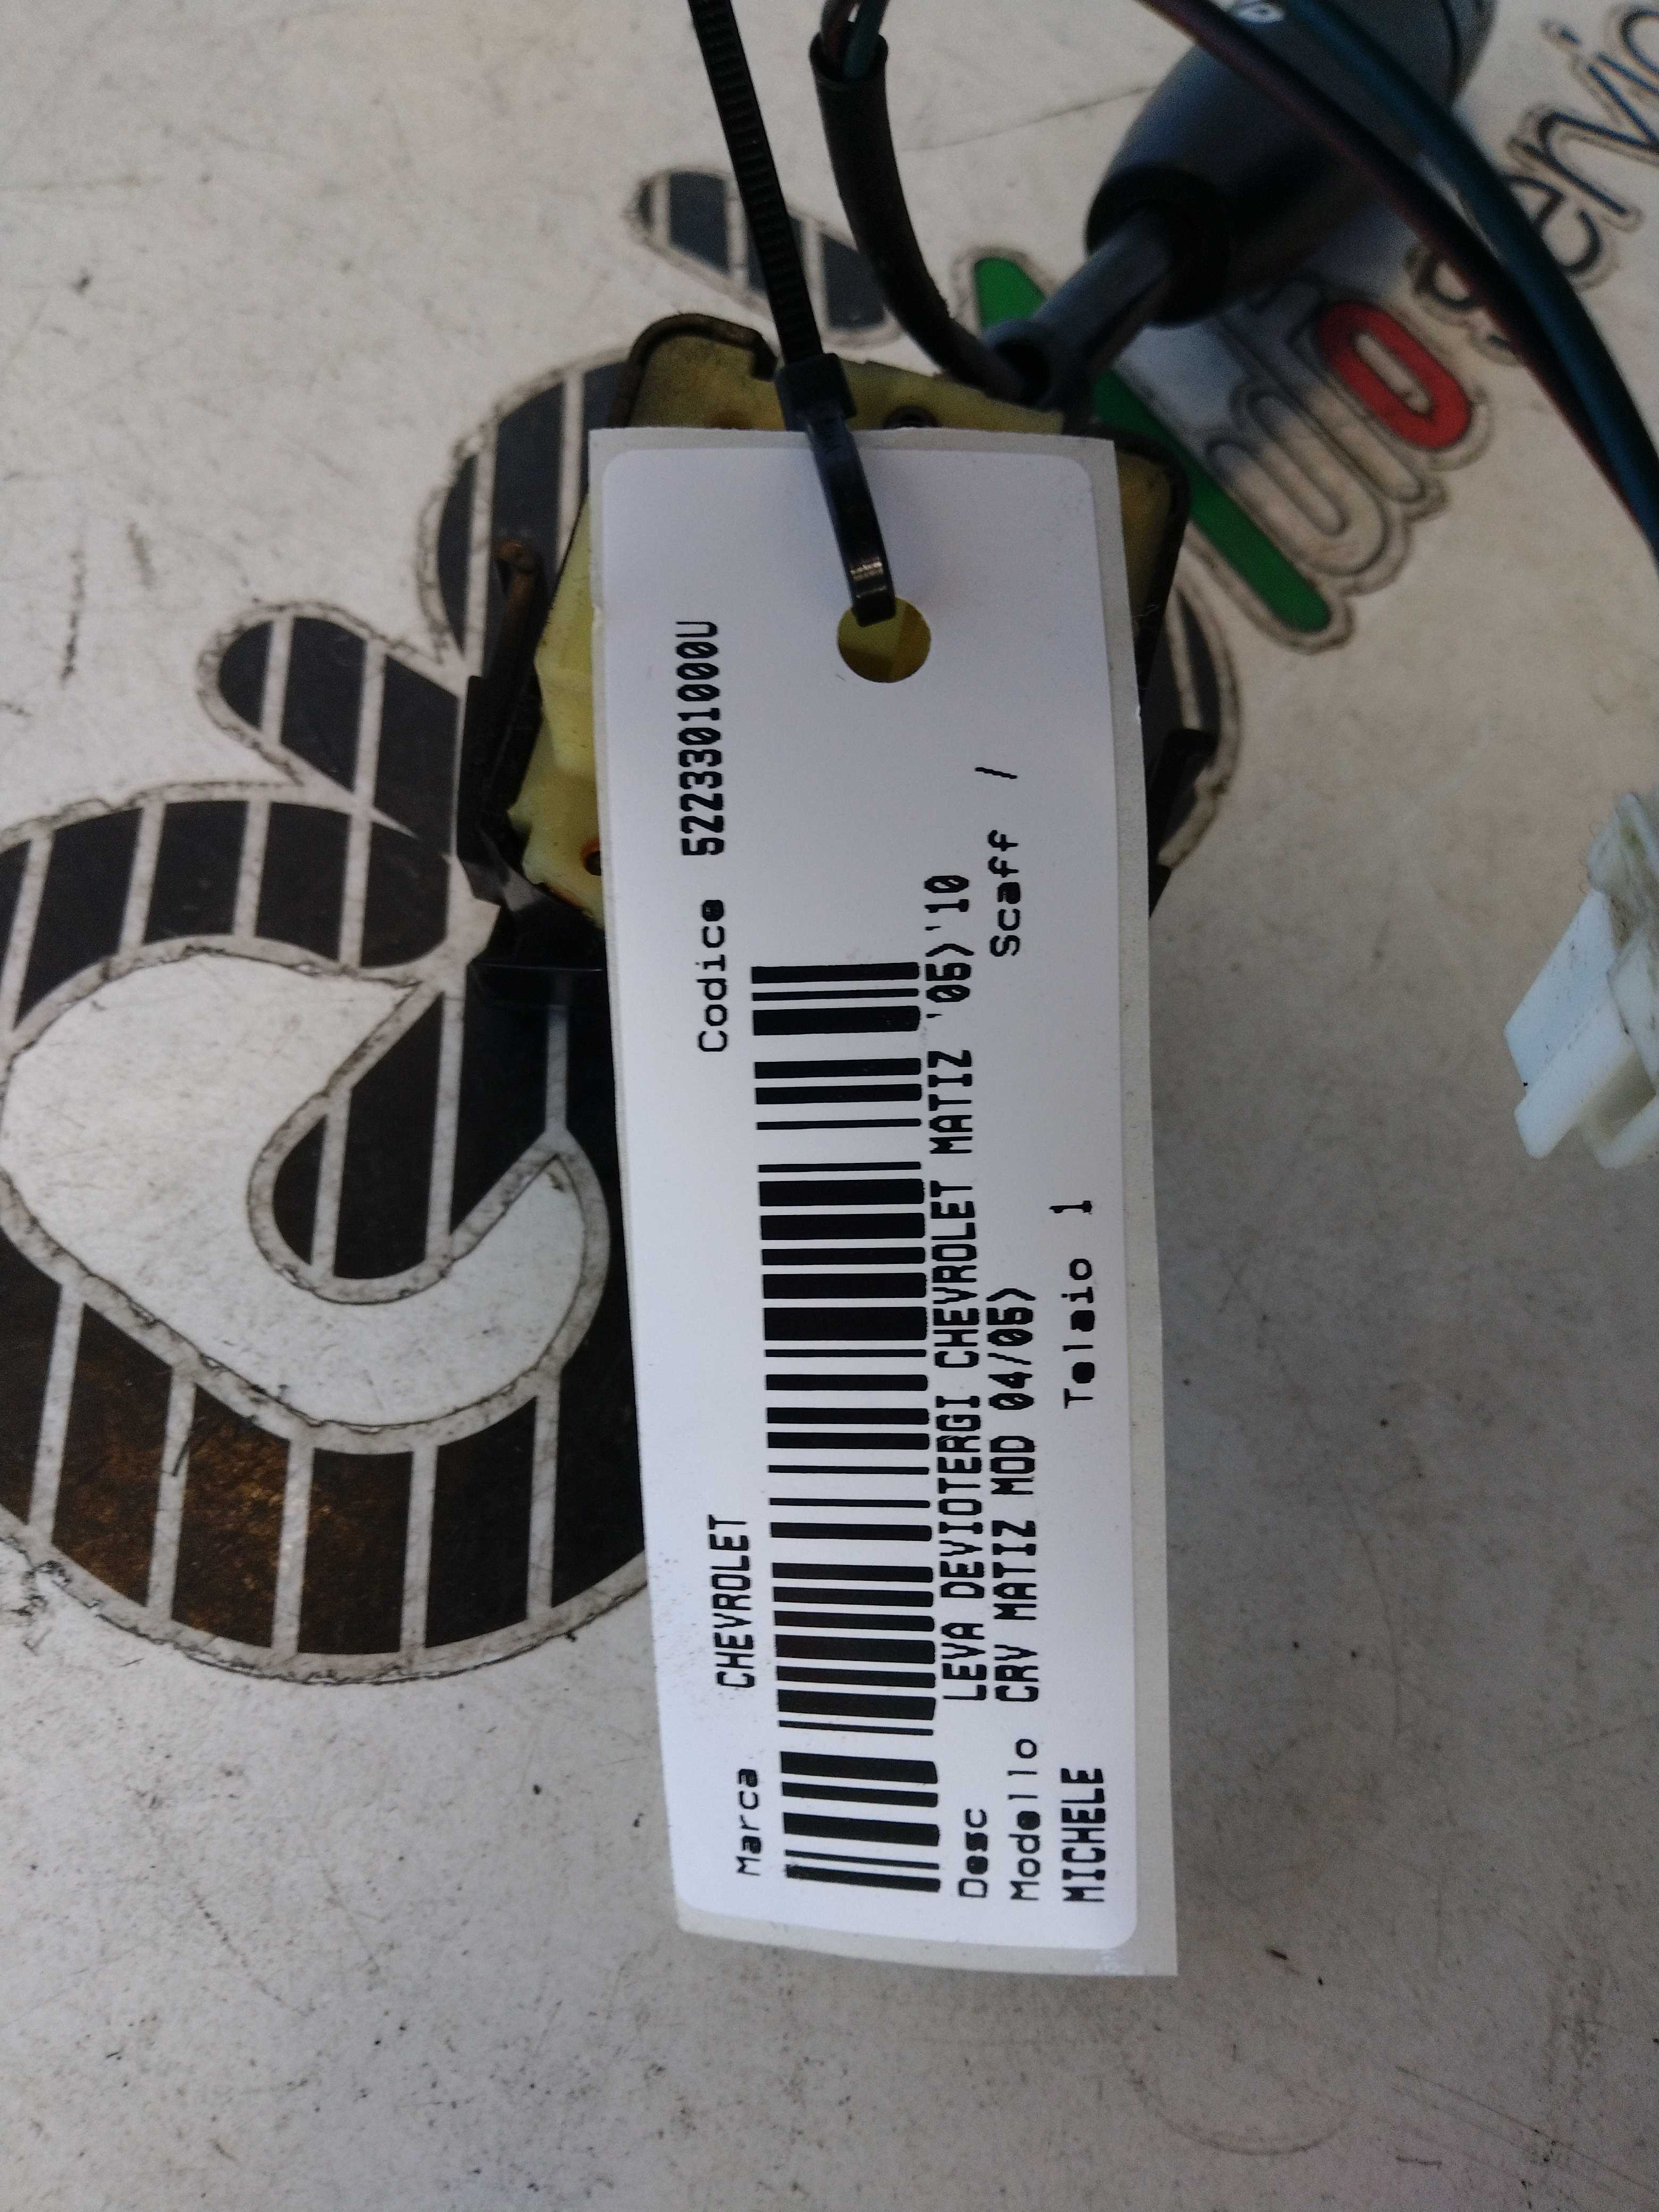 Marca CHEVROLET Codice 5223301000U
Desc LEVA DEVIOTERGI CHEVROLET MATIZ '05)'10
Modello CRV MATIZ MOD 04/05) Scaff /
MICHELE Telaio 1